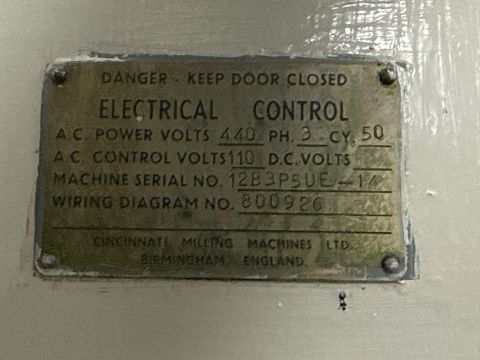 DANGER - KEEP DOOR CLOSED
ELECTRICAL CONTROL
A.C. POWER VOLTS 440 PH. 3 CY. 50
A.C. CONTROL VOLTS 110 D.C. VOLTS
MACHINE SERIAL NO. 12B3P5UE-14
WIRING DIAGRAM NO. 800926
CINCINNATI MILLING MACHINES LTD.
BIRMINGHAM, ENGLAND.